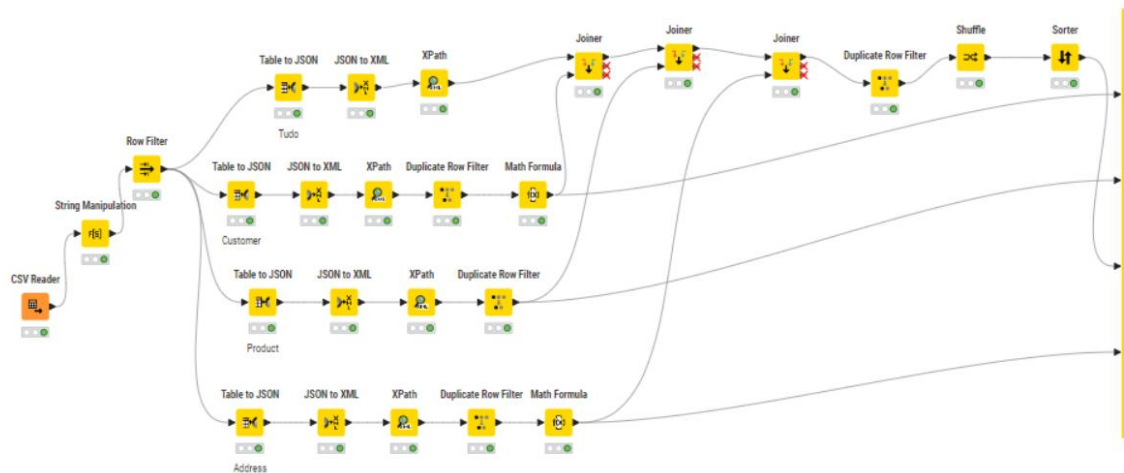 Joiner
Joiner
Joiner
Shuffle
Sorter
Duplicate Row Filter
Table to JSON
JSON to XML
XPath
Tudo
Row Filter
Table to JSON
JSON to XML
XPath
Duplicate Row Filter
Math Formula
Customer
String Manipulation
CSV Reader
Table to JSON
JSON to XML
XPath
Duplicate Row Filter
Product
Table to JSON
JSON to XML
XPath
Duplicate Row Filter
Math Formula
Address